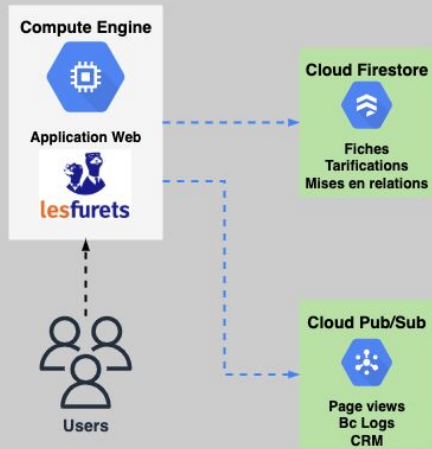 Compute Engine
Application Web
lesfurets
Users
Cloud Firestore
Fiches
Tarifications
Mises en relations
Cloud Pub/Sub
Page views
Bc Logs
CRM